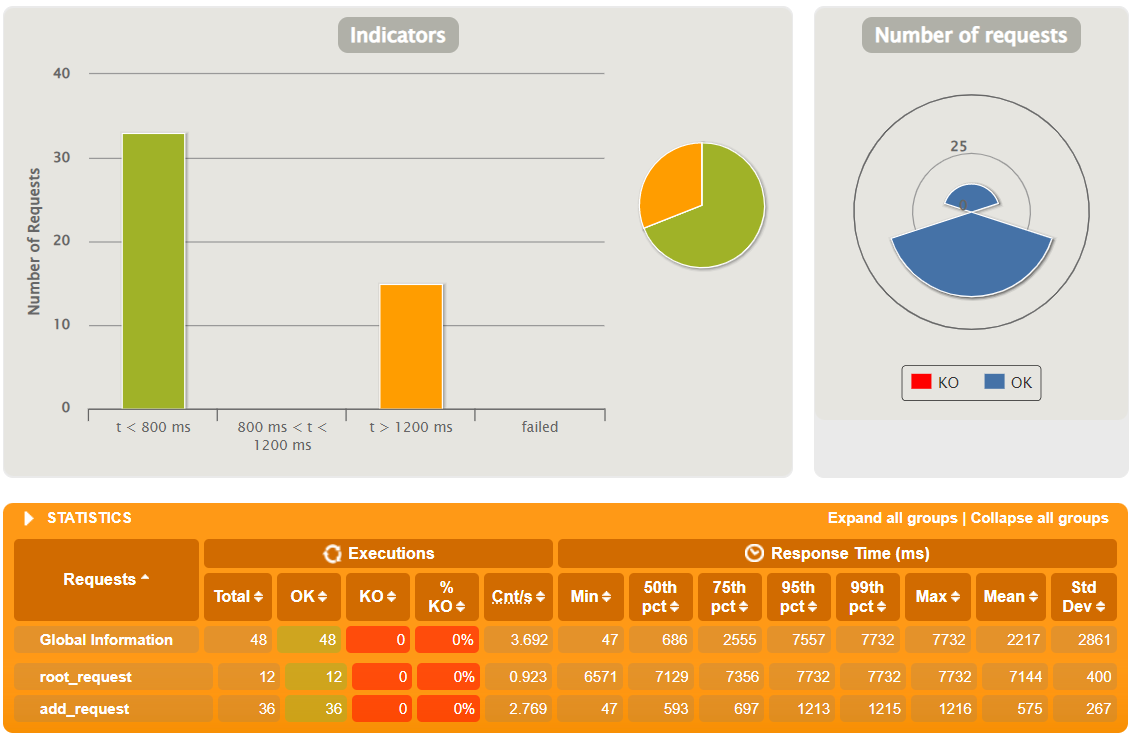 Indicators
Number of Requests
40
30
20
10
0
t < 800 ms
800 ms < t <
1200 ms
t > 1200 ms
failed
Number of requests
25
0
KO OK
STATISTICS
Expand all groups | Collapse all groups
Requests
Executions
Response Time (ms)
Total OK KO % KO Cnt/s Min 50th pct 75th pct 95th pct 99th pct Max Mean Std Dev
Global Information 48 48 0 0% 3.692 47 686 2555 7557 7732 7732 2217 2861
root_request 12 12 0 0% 0.923 6571 7129 7356 7732 7732 7732 7144 400
add_request 36 36 0 0% 2.769 47 593 697 1213 1215 1216 575 267